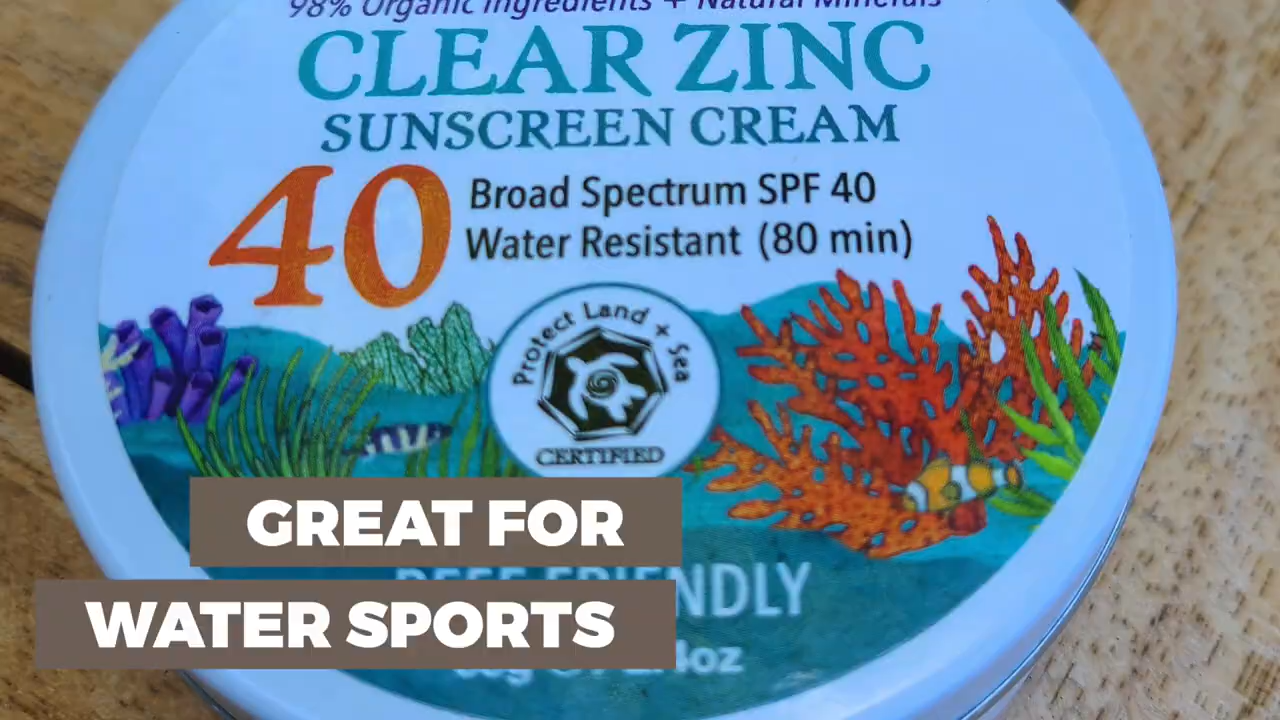 98% Organic Ingredients + Natural Minerals
CLEAR ZINC
SUNSCREEN CREAM
40
Broad Spectrum SPF 40
Water Resistant (80 min)
Protect Land + Sea
CERTIFIED
GREAT FOR
REEF FRIENDLY
WATER SPORTS